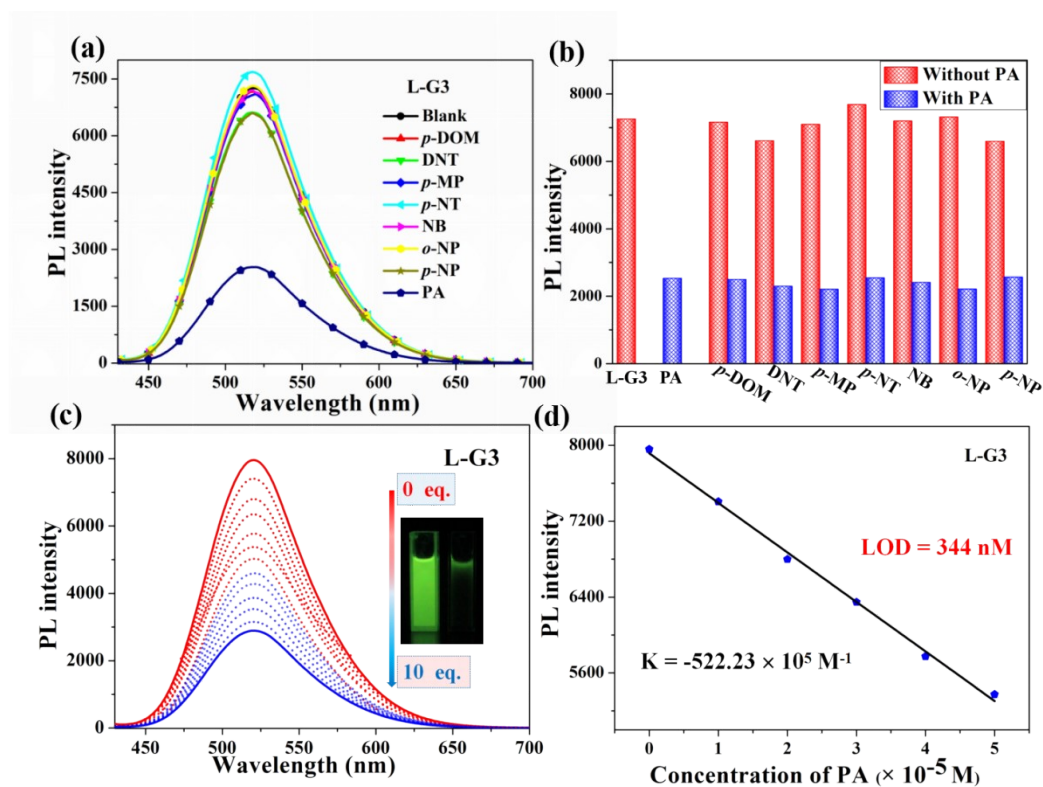 (a)
7500
6000
4500
3000
1500
0
PL intensity
450 500 550 600 650 700
Wavelength (nm)
L-G3
Blank
p-DOM
DNT
p-MP
p-NT
NB
o-NP
p-NP
PA
(b)
8000
6000
4000
2000
0
PL intensity
Without PA
With PA
L-G3 PA p-DOM DNT p-MP p-NT NB o-NP p-NP
(c)
8000
6000
4000
2000
0
PL intensity
450 500 550 600 650 700
Wavelength (nm)
L-G3
0 eq.
10 eq.
(d)
8000
7200
6400
5600
PL intensity
0 1 2 3 4 5
Concentration of PA (× 10⁻⁵ M)
L-G3
LOD = 344 nM
K = -522.23 × 10⁵ M⁻¹